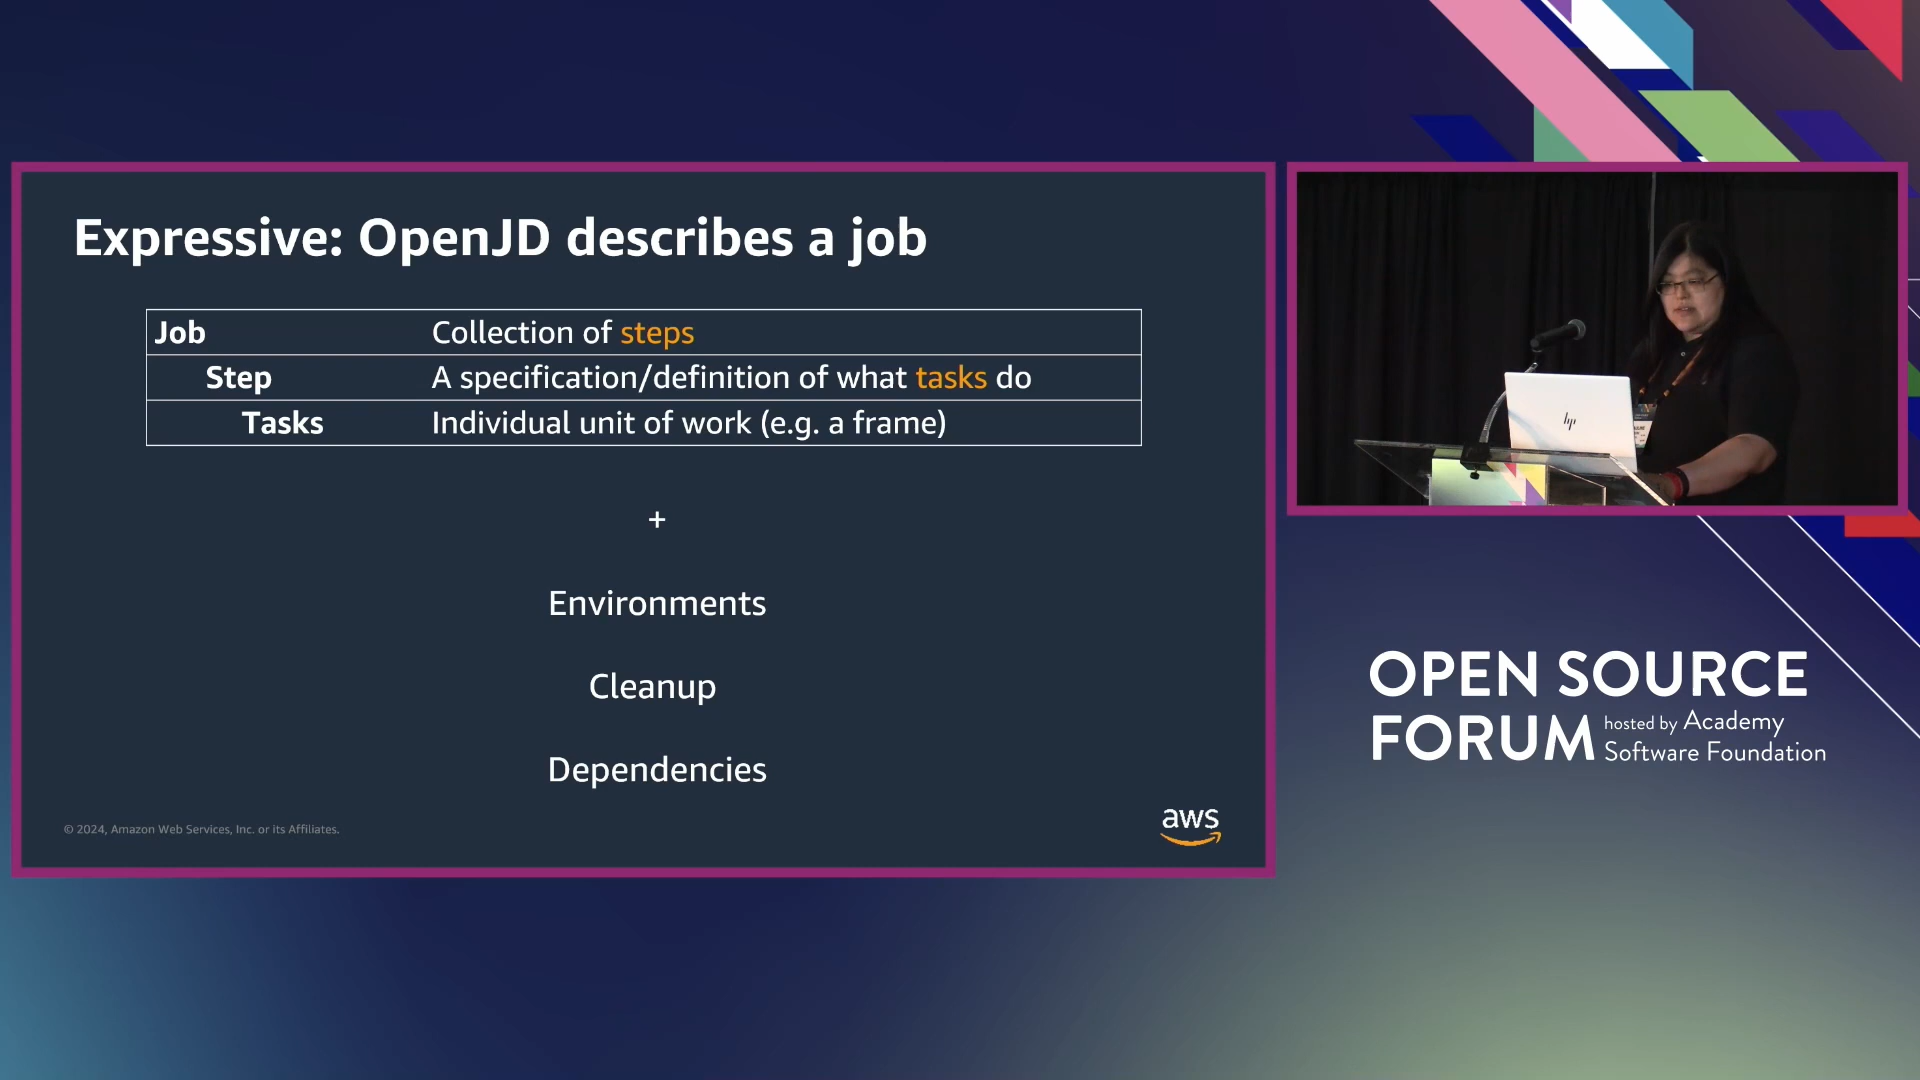 Expressive: OpenJD describes a job
Job Collection of steps
Step A specification/definition of what tasks do
Tasks Individual unit of work (e.g. a frame)
+
Environments
Cleanup
Dependencies
© 2024, Amazon Web Services, Inc. or its Affiliates.
aws
hp
OPEN SOURCE
FORUM hosted by Academy
Software Foundation